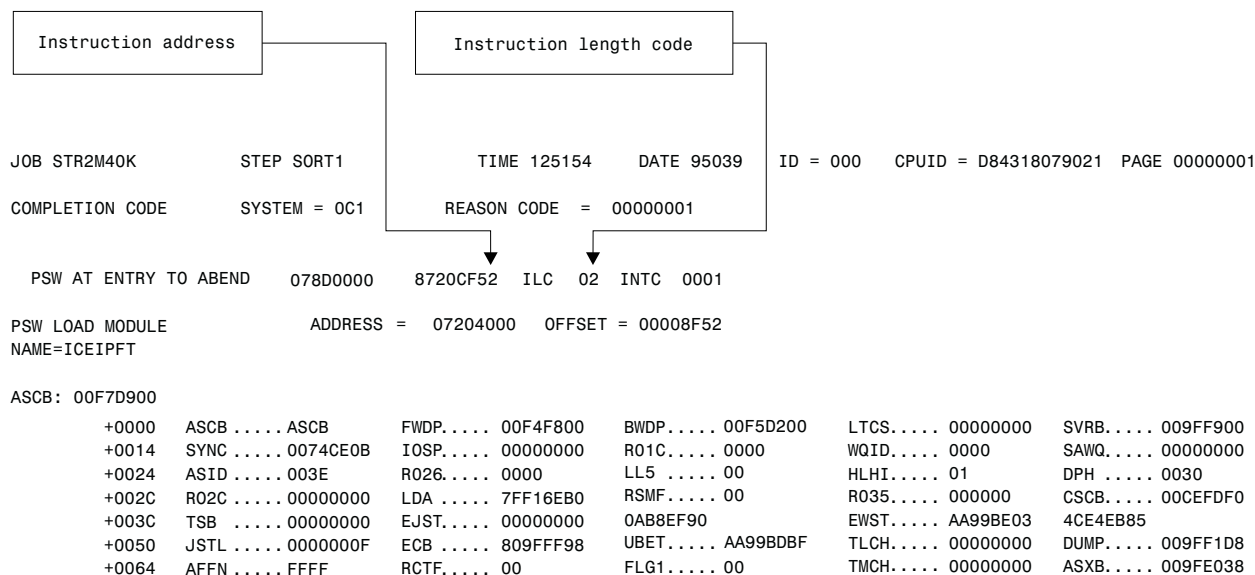 Instruction address Instruction length code
JOB STR2M40K STEP SORT1 TIME 125154 DATE 95039 ID = 000 CPUID = D84318079021 PAGE 00000001
COMPLETION CODE SYSTEM = 0C1 REASON CODE = 00000001
PSW AT ENTRY TO ABEND 078D0000 8720CF52 ILC 02 INTC 0001
PSW LOAD MODULE ADDRESS = 07204000 OFFSET = 00008F52
NAME=ICEIPFT
ASCB: 00F7D900
+0000 ASCB ..... ASCB FWDP..... 00F4F800 BWDP..... 00F5D200 LTCS..... 00000000 SVRB..... 009FF900
+0014 SYNC ..... 0074CE0B IOSP..... 00000000 R01C..... 0000 WQID..... 0000 SAWQ..... 00000000
+0024 ASID ..... 003E R026..... 0000 LL5 ..... 00 HLHI..... 01 DPH ..... 0030
+002C R02C ..... 00000000 LDA ..... 7FF16EB0 RSMF..... 00 R035..... 000000 CSCB..... 00CEFDF0
+003C TSB ..... 00000000 EJST..... 00000000 0AB8EF90 EWST..... AA99BE03 4CE4EB85
+0050 JSTL ..... 0000000F ECB ..... 809FFF98 UBET..... AA99BDBF TLCH..... 00000000 DUMP..... 009FF1D8
+0064 AFFN ..... FFFF RCTF..... 00 FLG1..... 00 TMCH..... 00000000 ASXB..... 009FE038